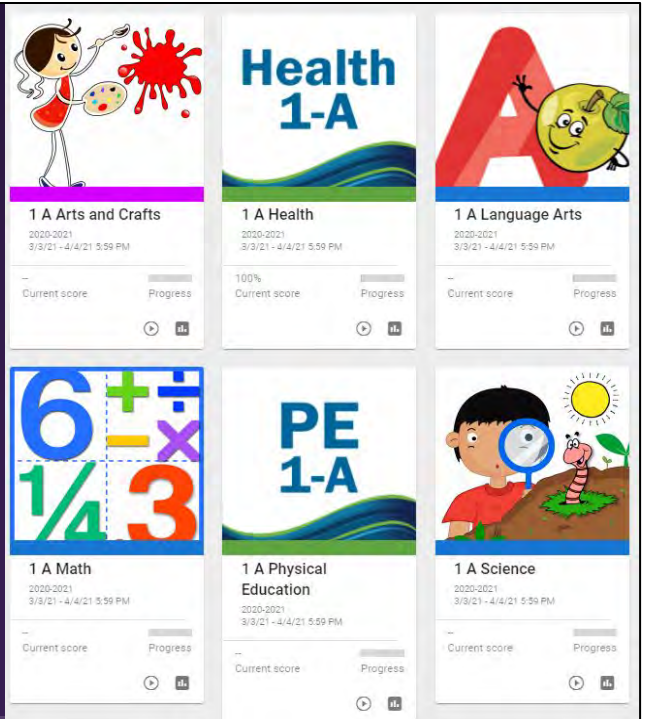 Health
1-A
A
1 A Arts and Crafts
2020-2021
3/3/21 - 4/4/21 5:59 PM
--
Current score Progress
1 A Health
2020-2021
3/3/21 - 4/4/21 5:59 PM
100%
Current score Progress
1 A Language Arts
2020-2021
3/3/21 - 4/4/21 5:59 PM
--
Current score Progress
6 + ÷
− ×
1/4 .3
PE
1-A
1 A Math
2020-2021
3/3/21 - 4/4/21 5:59 PM
--
Current score Progress
1 A Physical
Education
2020-2021
3/3/21 - 4/4/21 5:59 PM
--
Current score Progress
1 A Science
2020-2021
3/3/21 - 4/4/21 5:59 PM
--
Current score Progress